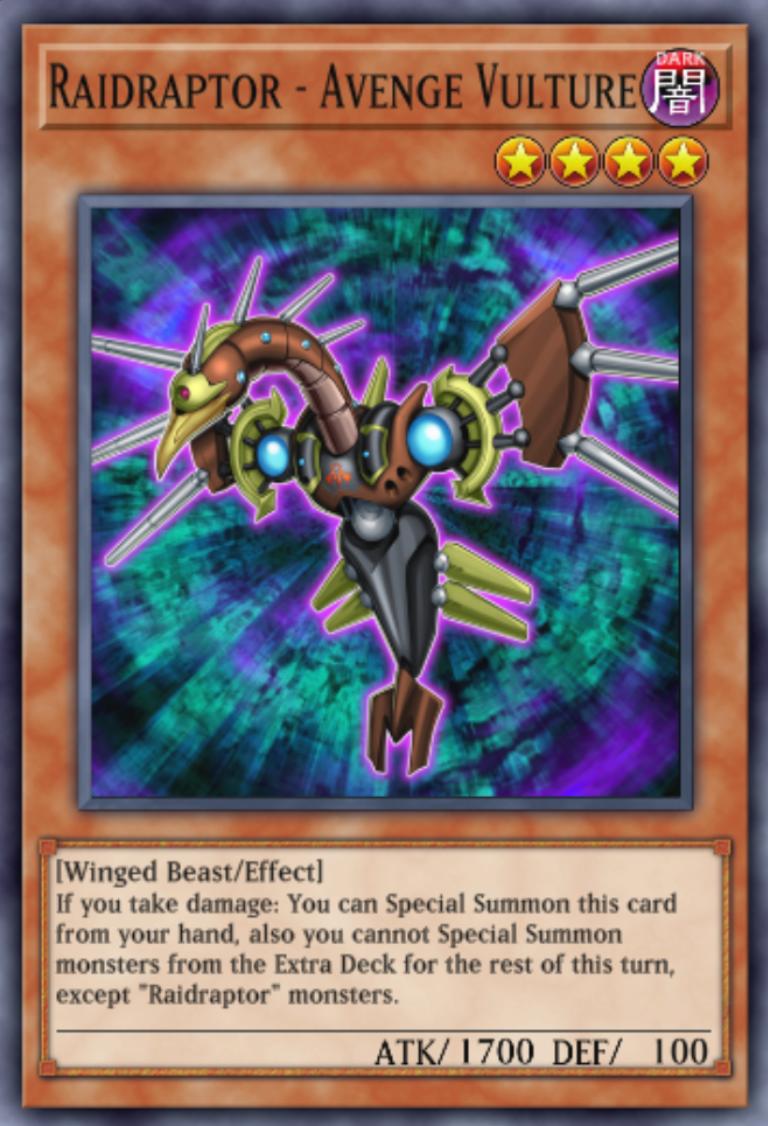 RAIDRAPTOR - AVENGE VULTURE
DARK
闇
[Winged Beast/Effect]
If you take damage: You can Special Summon this card
from your hand, also you cannot Special Summon
monsters from the Extra Deck for the rest of this turn,
except "Raidraptor" monsters.
ATK/ 1700 DEF/ 100